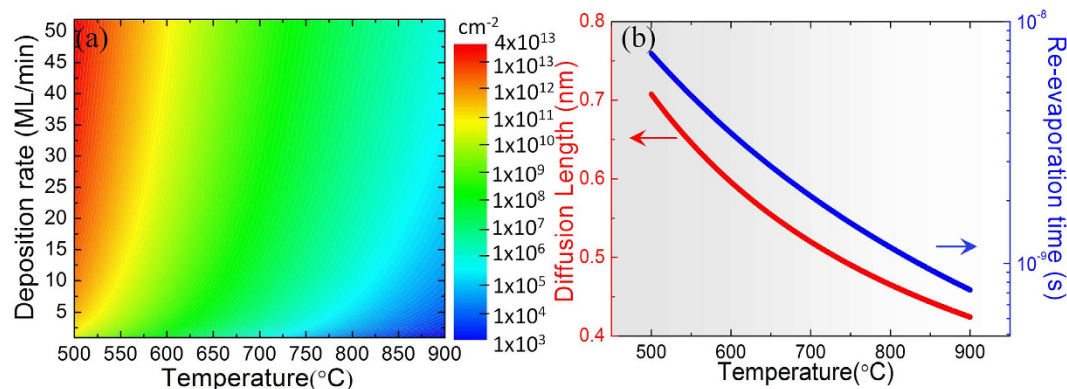 (a)
Deposition rate (ML/min)
50
45
40
35
30
25
20
15
10
5
500 550 600 650 700 750 800 850 900
Temperature(°C)
cm⁻²
4x10¹³
1x10¹³
1x10¹²
1x10¹¹
1x10¹⁰
1x10⁹
1x10⁸
1x10⁷
1x10⁶
1x10⁵
1x10⁴
1x10³
(b)
Diffusion Length (nm)
0.8
0.7
0.6
0.5
0.4
500 600 700 800 900
Temperature(°C)
10⁻⁸
10⁻⁹
Re-evaporation time (s)